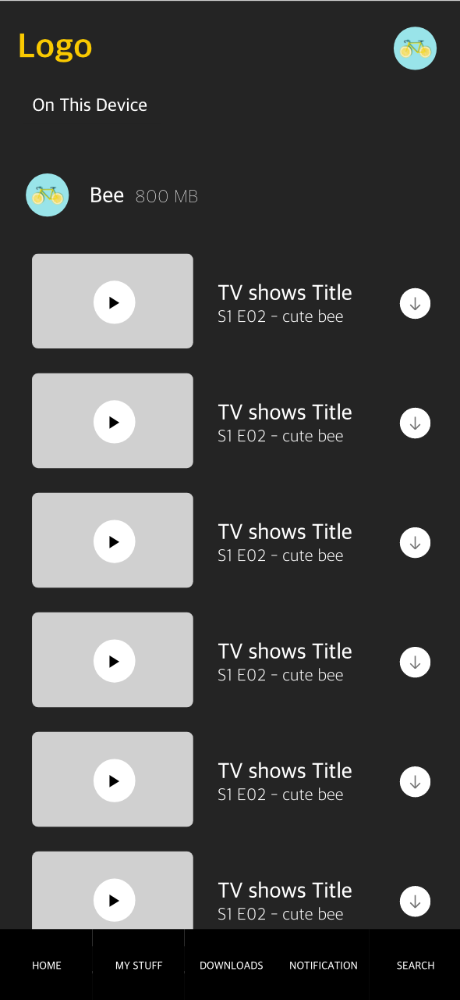 Logo
On This Device
Bee 800 MB
TV shows Title
S1 E02 - cute bee
TV shows Title
S1 E02 - cute bee
TV shows Title
S1 E02 - cute bee
TV shows Title
S1 E02 - cute bee
TV shows Title
S1 E02 - cute bee
TV shows Title
S1 E02 - cute bee
HOME MY STUFF DOWNLOADS NOTIFICATION SEARCH